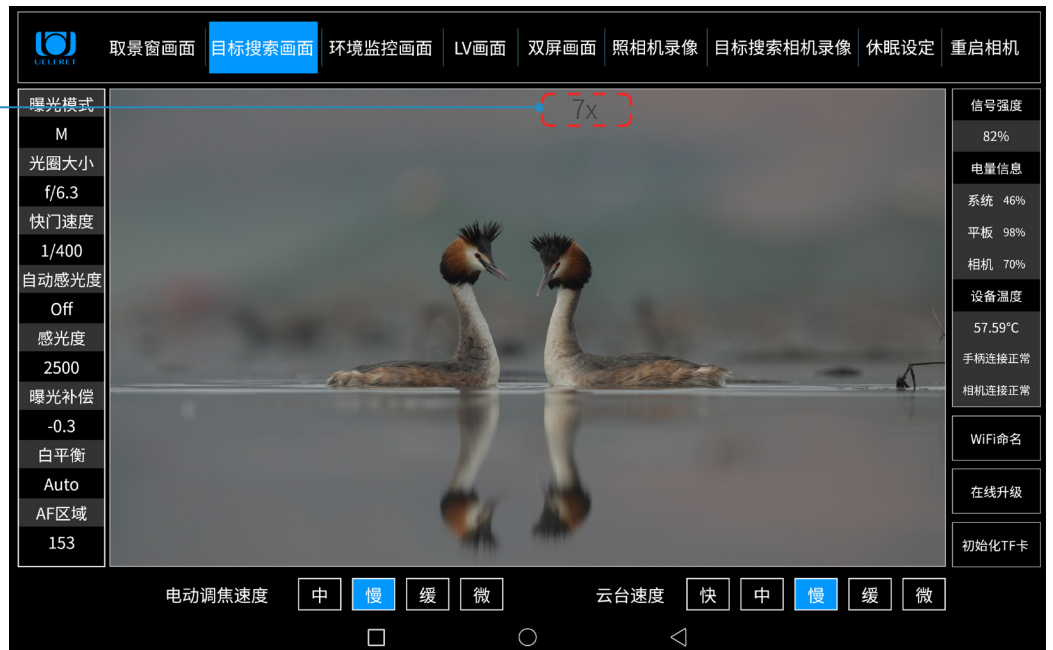 UELERET
取景窗画面 目标搜索画面 环境监控画面 LV画面 双屏画面 照相机录像 目标搜索相机录像 休眠设定 重启相机
7x
曝光模式
M
光圈大小
f/6.3
快门速度
1/400
自动感光度
Off
感光度
2500
曝光补偿
-0.3
白平衡
Auto
AF区域
153
信号强度
82%
电量信息
系统 46%
平板 98%
相机 70%
设备温度
57.59℃
手柄连接正常
相机连接正常
WiFi命名
在线升级
初始化TF卡
电动调焦速度 中 慢 缓 微 云台速度 快 中 慢 缓 微